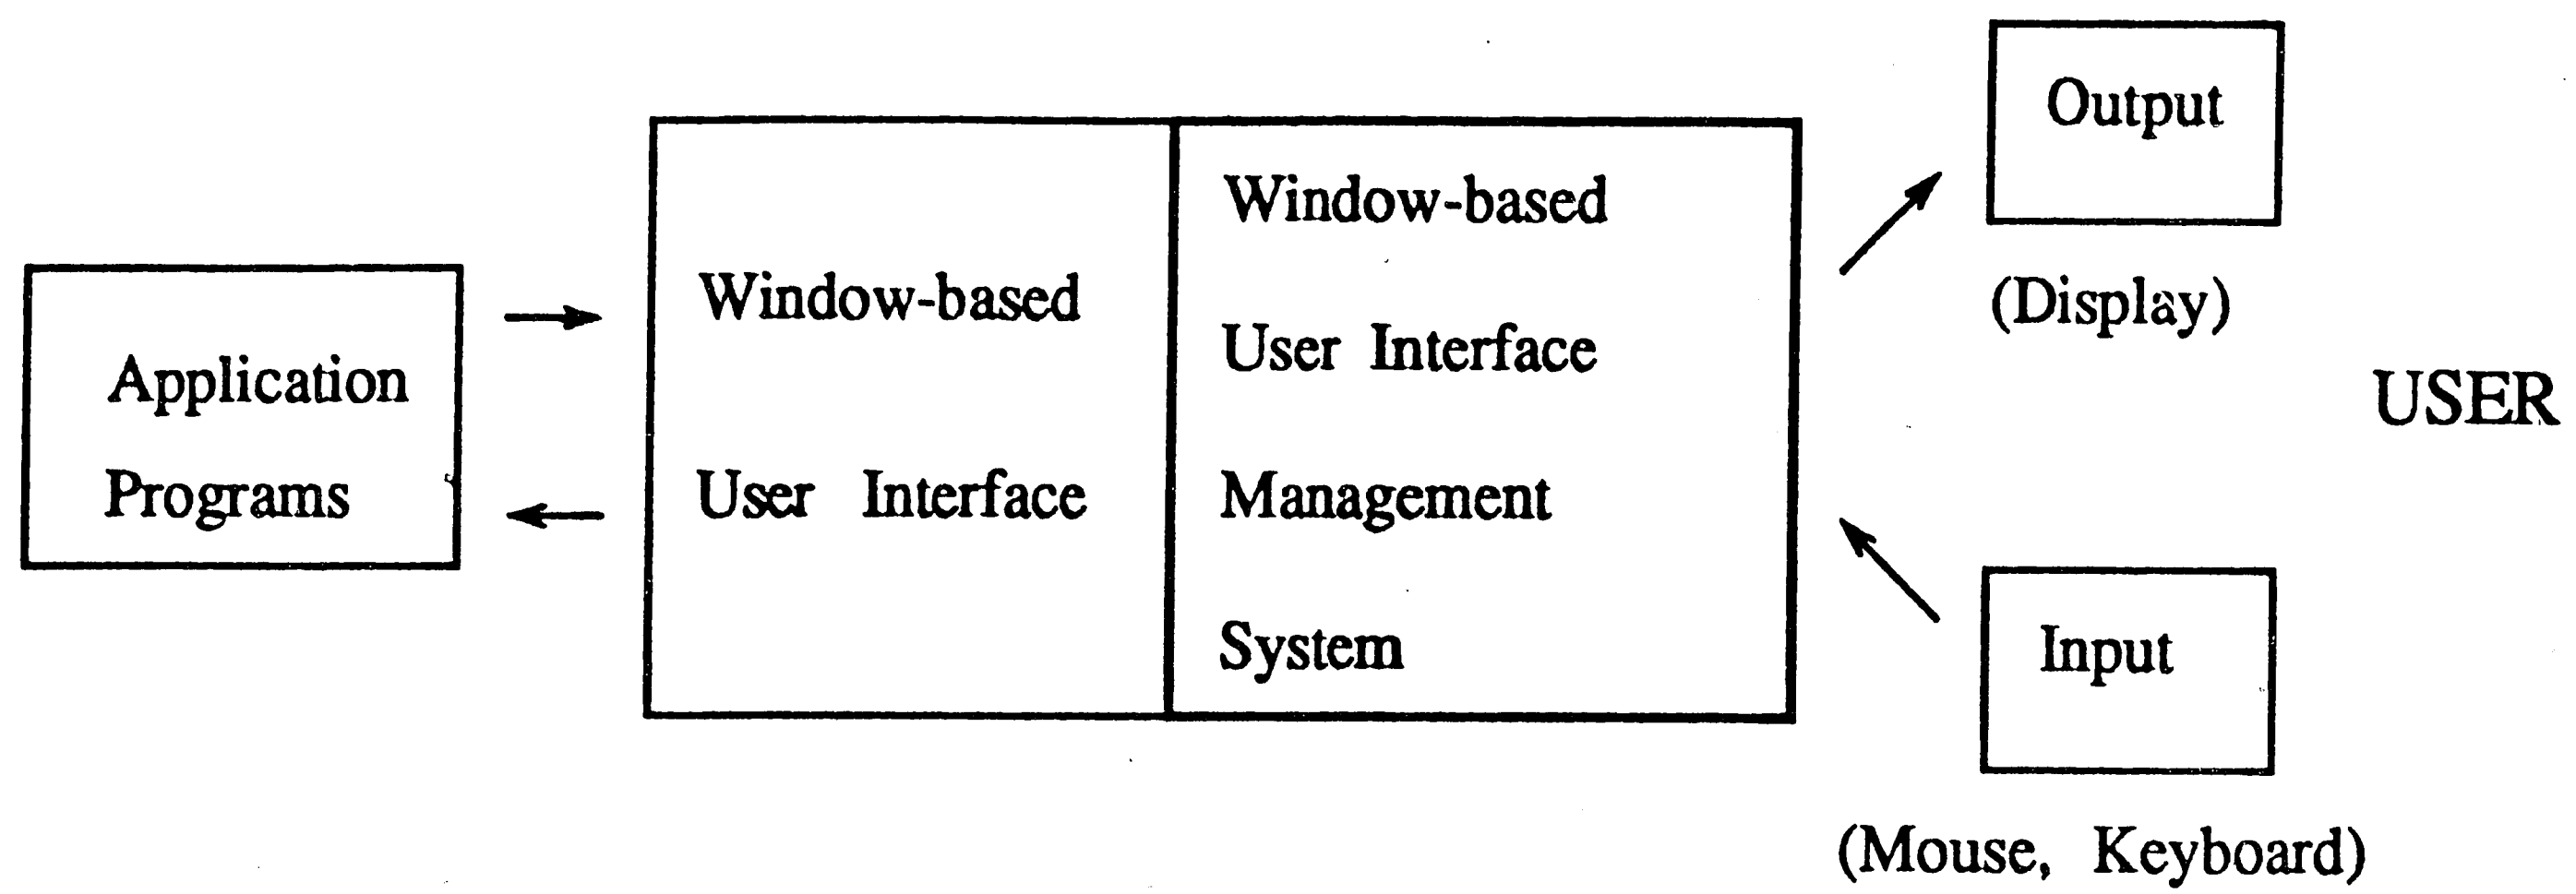 Application
Programs
Window-based
User Interface
Window-based
User Interface
Management
System
Output
(Display)
USER
Input
(Mouse, Keyboard)